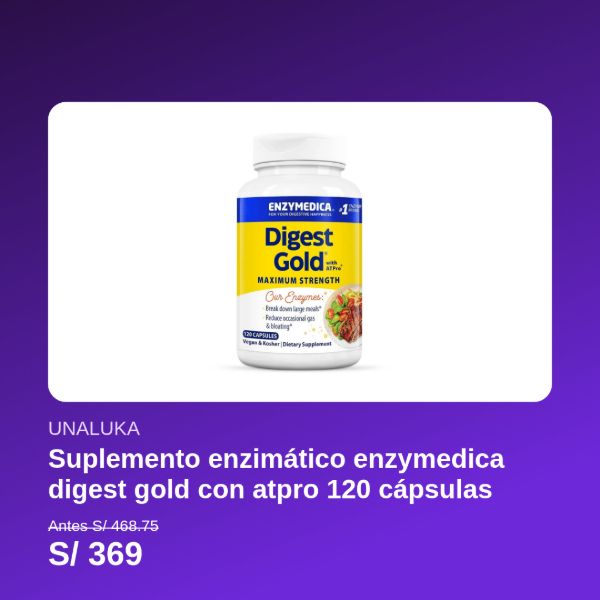 ENZYMEDICA
FOR YOUR DIGESTIVE HAPPINESS.
#1
Digest
Gold
with
ATPro
MAXIMUM STRENGTH
Our Enzymes:
Break down large meals*
Reduce occasional gas
& bloating*
120 CAPSULES
Vegan & Kosher | Dietary Supplement
UNALUKA
Suplemento enzimático enzymedica
digest gold con atpro 120 cápsulas
Antes S/ 468.75
S/ 369